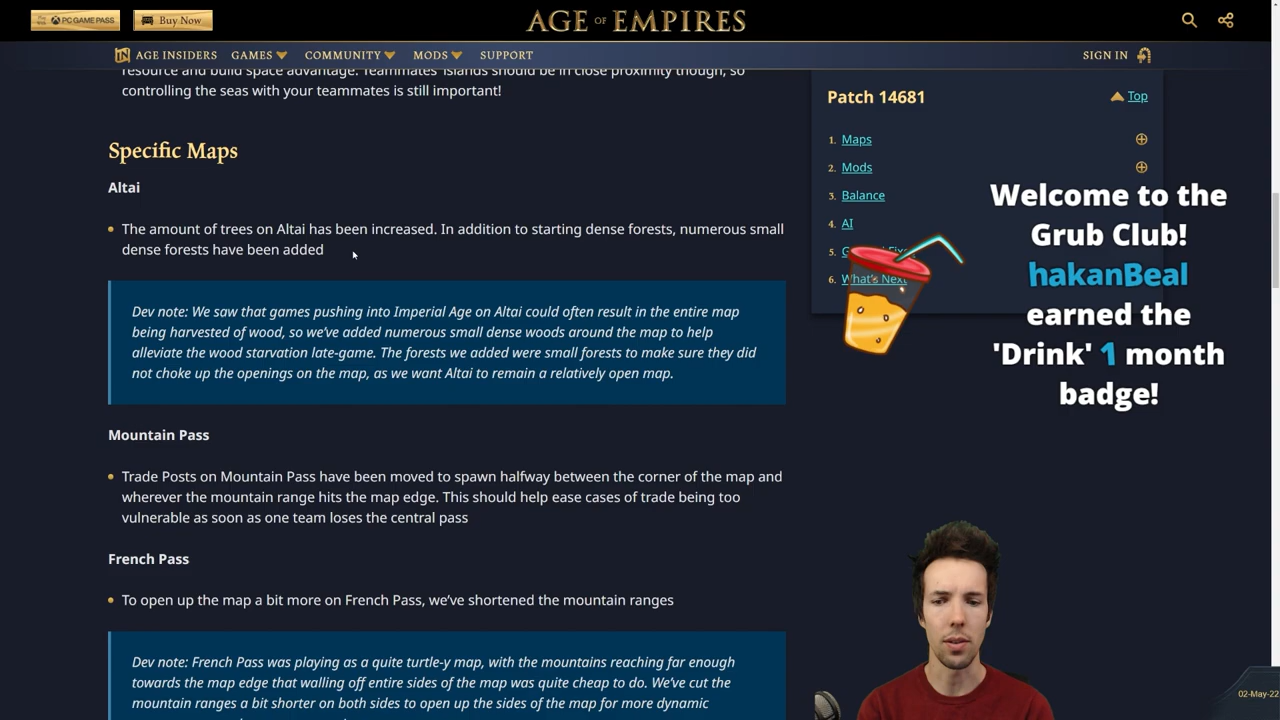 PC GAME PASS
Buy Now
AGE OF EMPIRES
AGE INSIDERS
GAMES
COMMUNITY
MODS
SUPPORT
SIGN IN
resource and build space advantage. Teammates' islands should be in close proximity though, so
controlling the seas with your teammates is still important!
Specific Maps
Altai
The amount of trees on Altai has been increased. In addition to starting dense forests, numerous small
dense forests have been added
Dev note: We saw that games pushing into Imperial Age on Altai could often result in the entire map
being harvested of wood, so we've added numerous small dense woods around the map to help
alleviate the wood starvation late-game. The forests we added were small forests to make sure they did
not choke up the openings on the map, as we want Altai to remain a relatively open map.
Mountain Pass
Trade Posts on Mountain Pass have been moved to spawn halfway between the corner of the map and
wherever the mountain range hits the map edge. This should help ease cases of trade being too
vulnerable as soon as one team loses the central pass
French Pass
To open up the map a bit more on French Pass, we've shortened the mountain ranges
Dev note: French Pass was playing as a quite turtle-y map, with the mountains reaching far enough
towards the map edge that walling off entire sides of the map was quite cheap to do. We've cut the
mountain ranges a bit shorter on both sides to open up the sides of the map for more dynamic
Patch 14681
Top
1. Maps
2. Mods
3. Balance
4. AI
5.
6. What's Next
Welcome to the
Grub Club!
hakanBeal
earned the
'Drink' 1 month
badge!
02-May-22